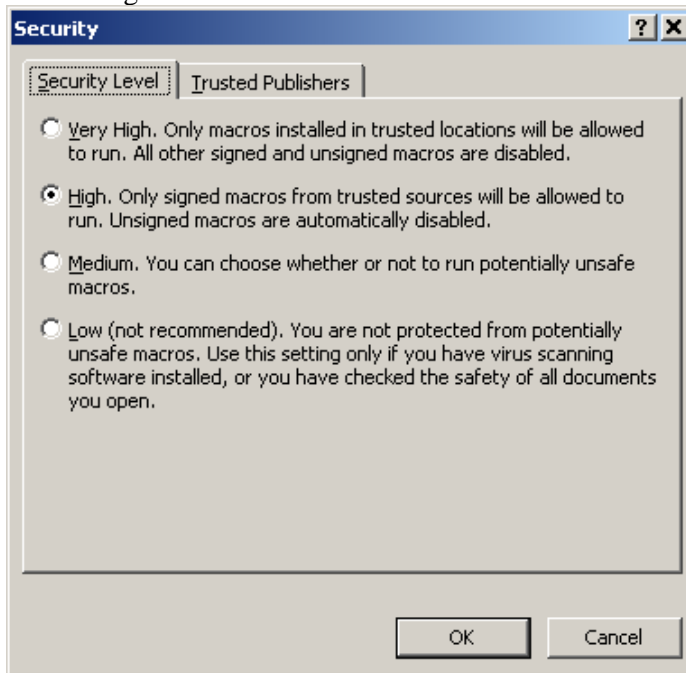 Security
Security Level
Trusted Publishers
Very High. Only macros installed in trusted locations will be allowed
to run. All other signed and unsigned macros are disabled.
High. Only signed macros from trusted sources will be allowed to
run. Unsigned macros are automatically disabled.
Medium. You can choose whether or not to run potentially unsafe
macros.
Low (not recommended). You are not protected from potentially
unsafe macros. Use this setting only if you have virus scanning
software installed, or you have checked the safety of all documents
you open.
OK
Cancel